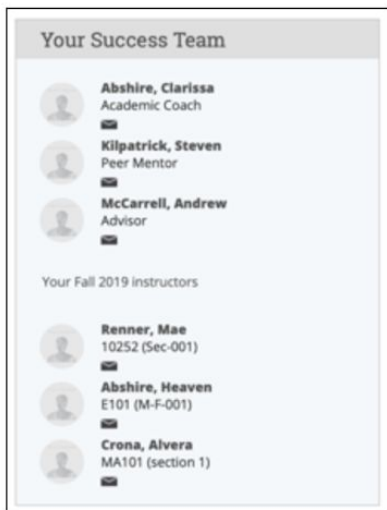 Your Success Team
Abshire, Clarissa
Academic Coach
Kilpatrick, Steven
Peer Mentor
McCarrell, Andrew
Advisor
Your Fall 2019 instructors
Renner, Mae
10252 (Sec-001)
Abshire, Heaven
E101 (M-F-001)
Crona, Alvera
MA101 (section 1)